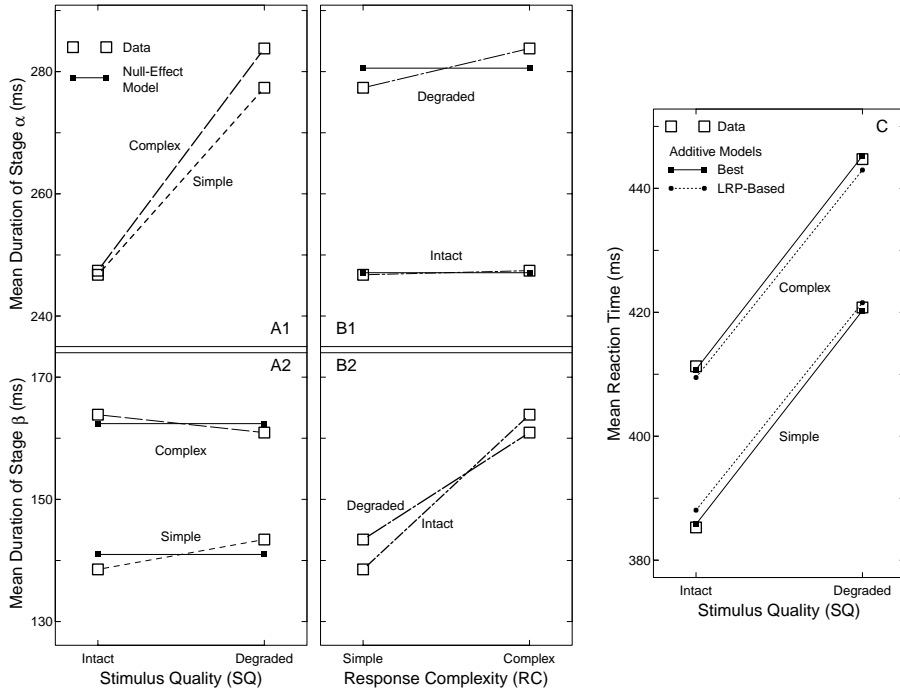 Data
Null-Effect
Model
Complex
Simple
A1
280
260
240
Mean Duration of Stage α (ms)
Degraded
Intact
B1
A2
Complex
Simple
170
150
130
Mean Duration of Stage β (ms)
Intact
Degraded
Stimulus Quality (SQ)
B2
Degraded
Intact
Simple
Complex
Response Complexity (RC)
Data
C
Additive Models
Best
LRP-Based
Complex
Simple
440
420
400
380
Mean Reaction Time (ms)
Intact
Degraded
Stimulus Quality (SQ)